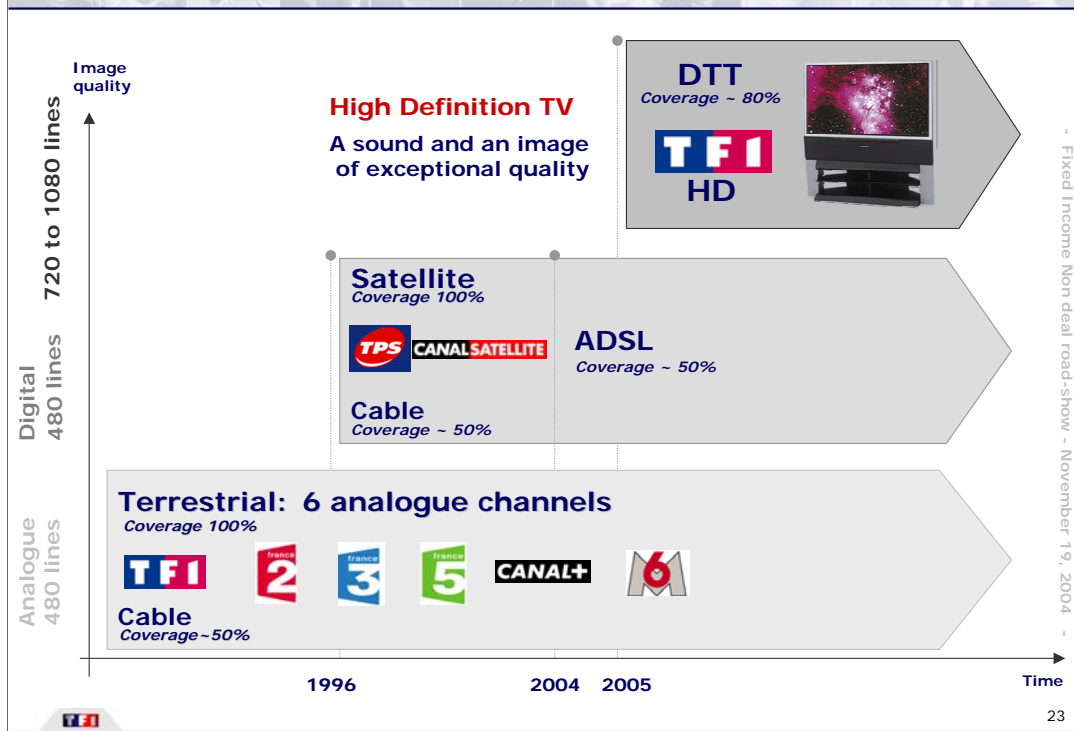 Image
quality
720 to 1080 lines
Digital
480 lines
Analogue
480 lines
High Definition TV
A sound and an image
of exceptional quality
DTT
Coverage ~ 80%
TF1
HD
Satellite
Coverage 100%
TPS CANALSATELLITE
ADSL
Coverage ~ 50%
Cable
Coverage ~ 50%
Terrestrial: 6 analogue channels
Coverage 100%
TF1
france 2
france 3
france 5
CANAL+
M6
Cable
Coverage~50%
1996 2004 2005
Time
- Fixed Income Non deal road-show - November 19, 2004 -
TF1
23